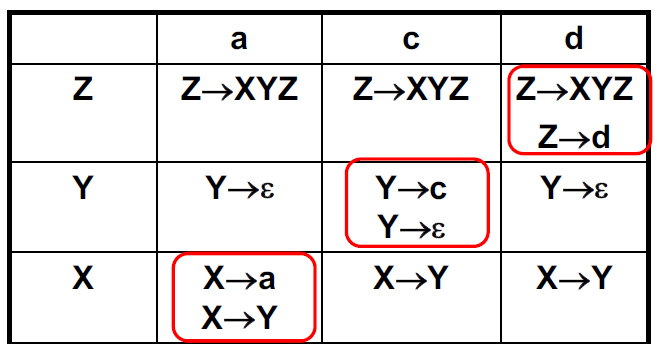 a c d
Z Z→XYZ Z→XYZ Z→XYZ
Z→d
Y Y→ε Y→c Y→ε
Y→ε
X X→a X→Y X→Y
X→Y